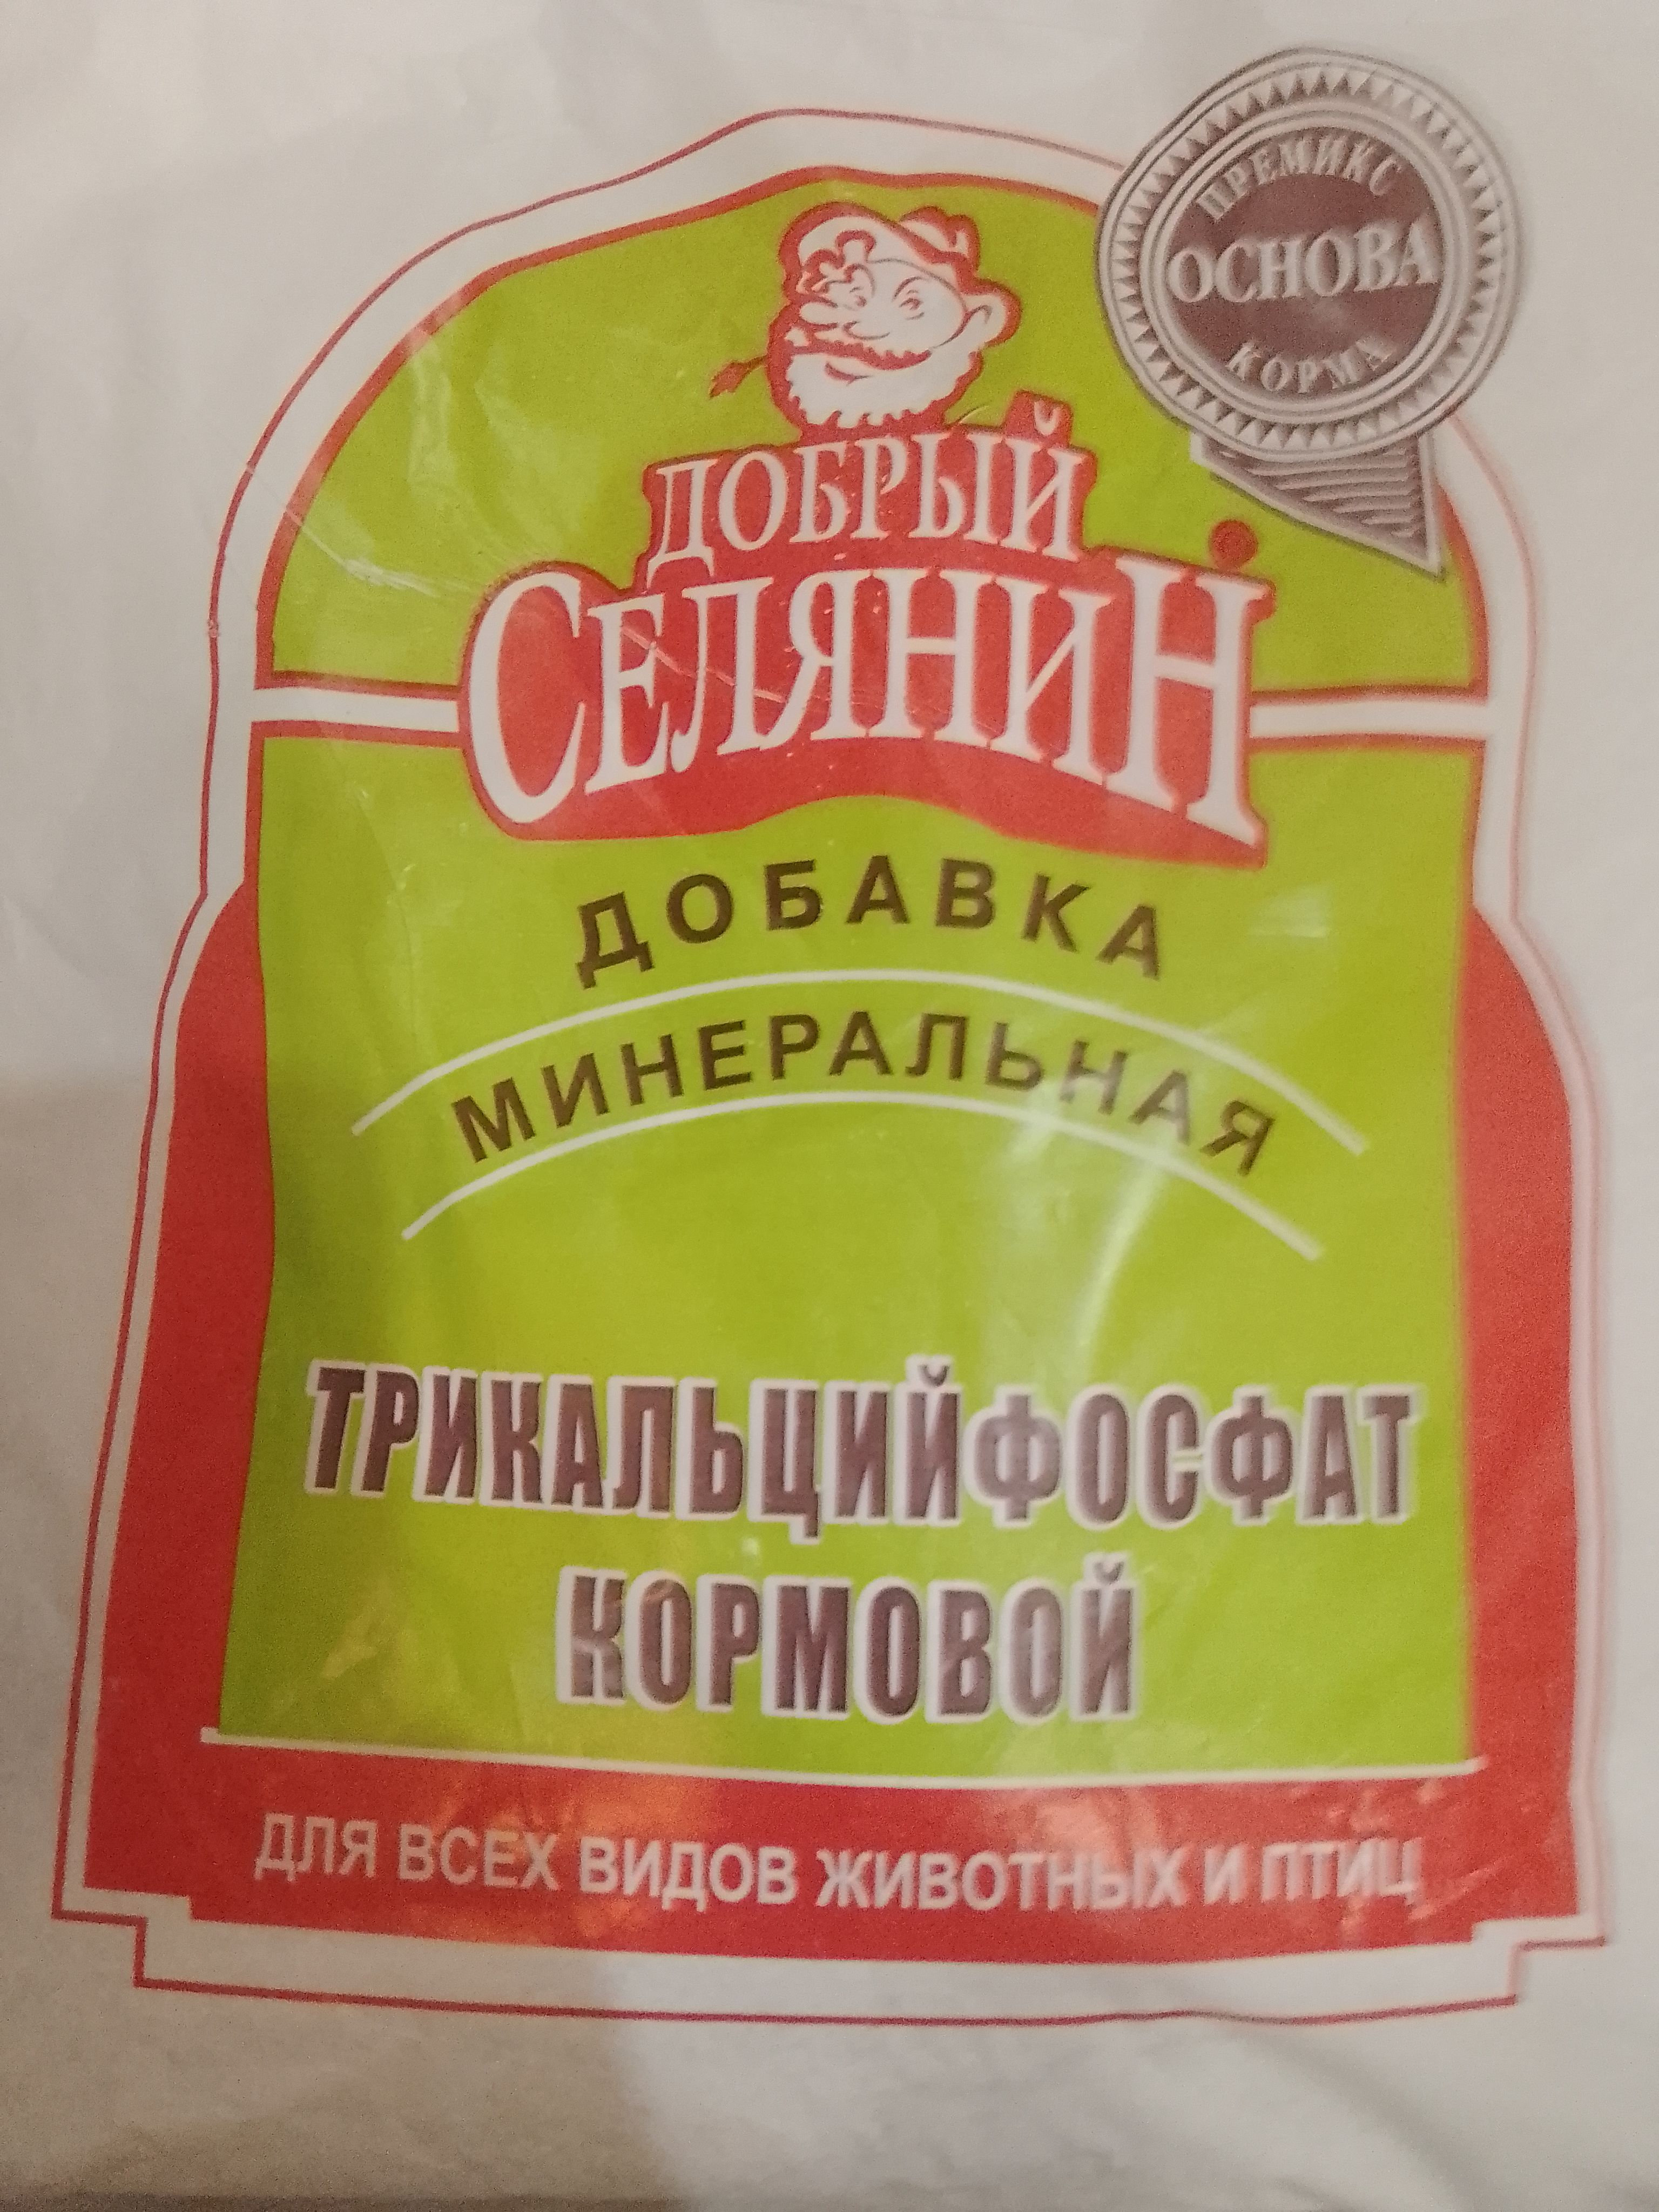 ПРЕМИКС
ОСНОВА
КОРМА
ДОБРЫЙ
СЕЛЯНИН
ДОБАВКА
МИНЕРАЛЬНАЯ
ТРИКАЛЬЦИЙФОСФАТ
КОРМОВОЙ
ДЛЯ ВСЕХ ВИДОВ ЖИВОТНЫХ И ПТИЦ